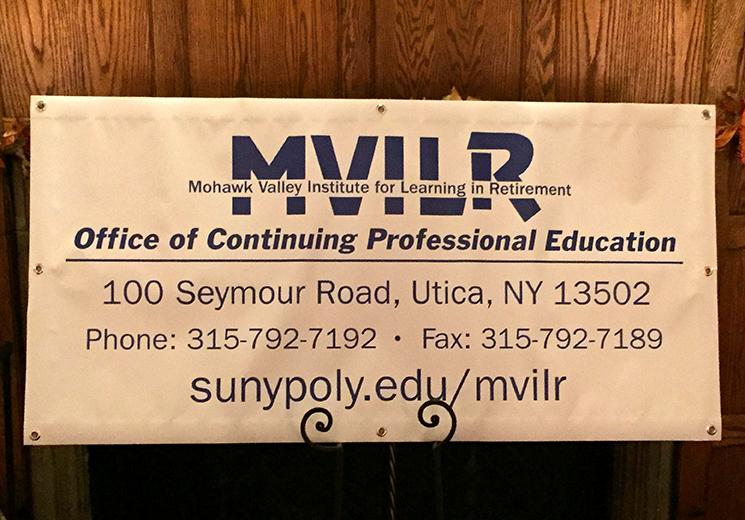 MVILR
Mohawk Valley Institute for Learning in Retirement
Office of Continuing Professional Education
100 Seymour Road, Utica, NY 13502
Phone: 315-792-7192 • Fax: 315-792-7189
sunypoly.edu/mvilr